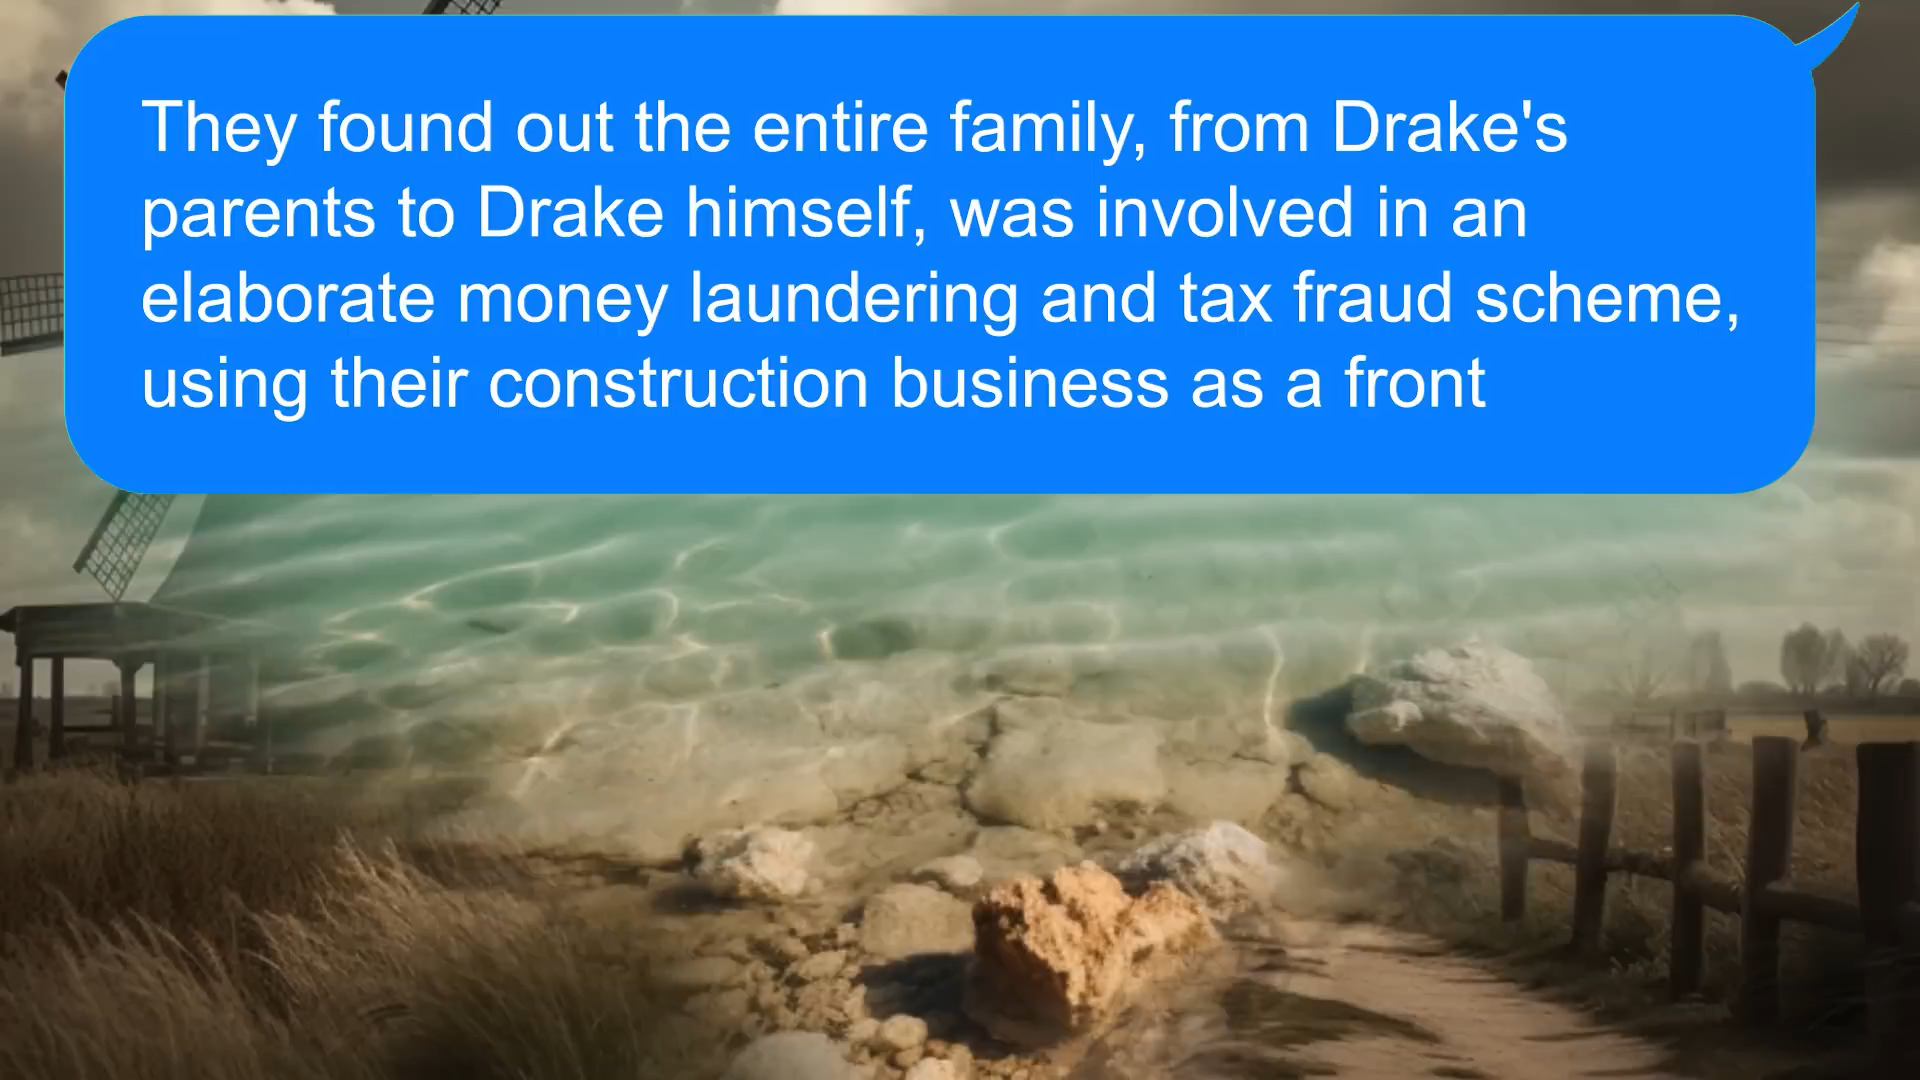 They found out the entire family, from Drake's
parents to Drake himself, was involved in an
elaborate money laundering and tax fraud scheme,
using their construction business as a front